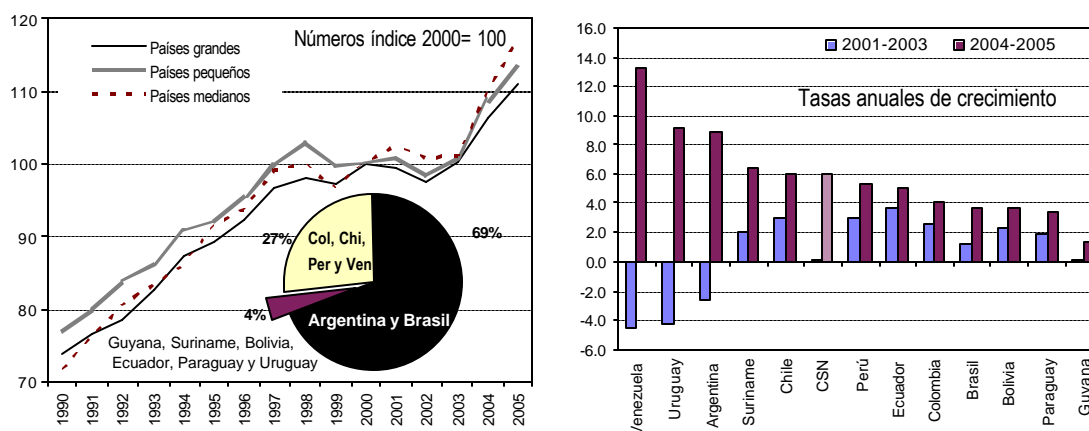 120
110
100
90
80
70
Números índice 2000= 100
Países grandes
Países pequeños
Países medianos
27%
Col, Chi,
Per y Ven
69%
4%
Argentina y Brasil
Guyana, Suriname, Bolivia,
Ecuador, Paraguay y Uruguay
1990
1991
1992
1993
1994
1995
1996
1997
1998
1999
2000
2001
2002
2003
2004
2005
16.0
14.0
12.0
10.0
8.0
6.0
4.0
2.0
0.0
-2.0
-4.0
-6.0
2001-2003
2004-2005
Tasas anuales de crecimiento
Venezuela
Uruguay
Argentina
Suriname
Chile
CSN
Perú
Ecuador
Colombia
Brasil
Bolivia
Paraguay
Guyana